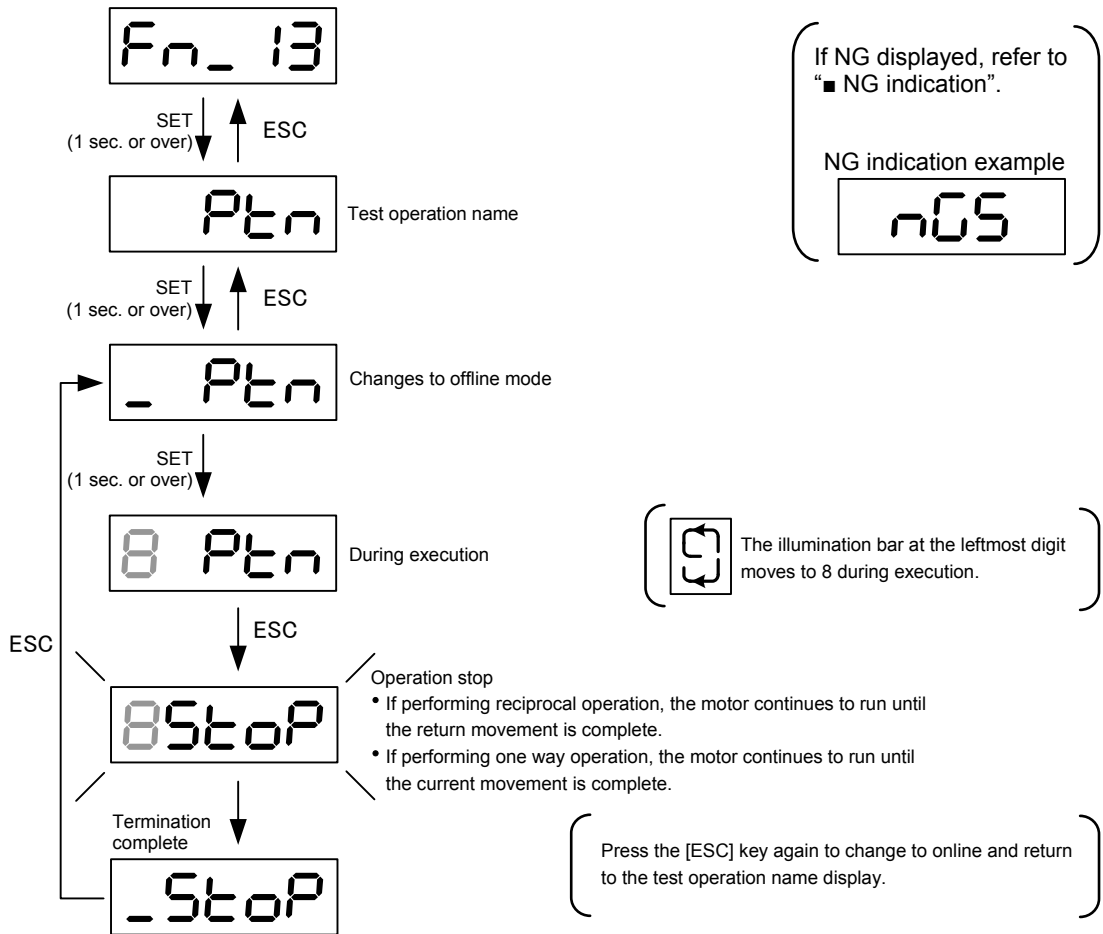 Fn_ 13
If NG displayed, refer to
“■ NG indication”.
SET
(1 sec. or over)
ESC
NG indication example
nGS
Ptn
Test operation name
SET
(1 sec. or over)
ESC
_ Ptn
Changes to offline mode
SET
(1 sec. or over)
8 Ptn
During execution
The illumination bar at the leftmost digit
moves to 8 during execution.
ESC
ESC
Operation stop
• If performing reciprocal operation, the motor continues to run until
the return movement is complete.
• If performing one way operation, the motor continues to run until
the current movement is complete.
8StoP
Termination
complete
Press the [ESC] key again to change to online and return
to the test operation name display.
_StoP